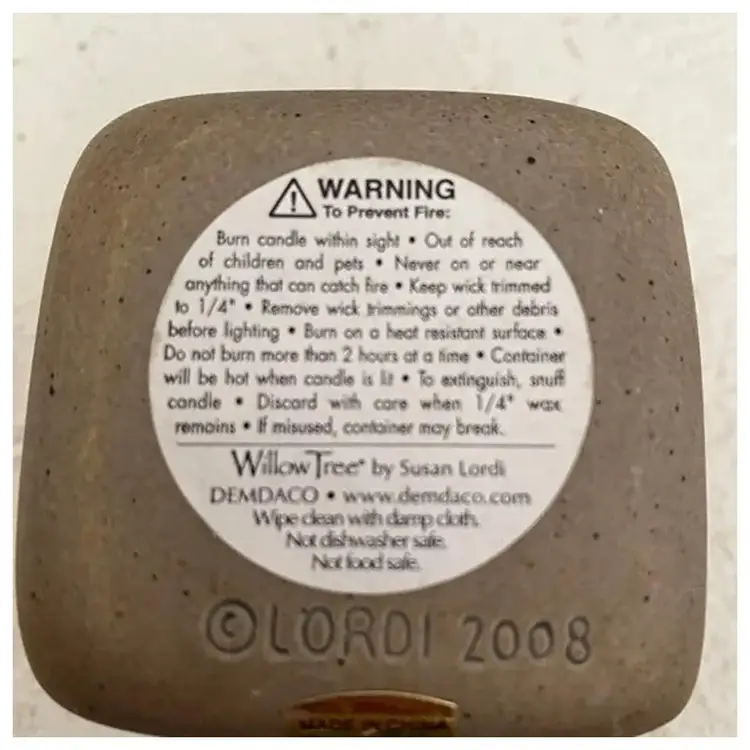 WARNING
To Prevent Fire:
Burn candle within sight • Out of reach
of children and pets • Never on or near
anything that can catch fire • Keep wick trimmed
to 1/4" • Remove wick trimmings or other debris
before lighting • Burn on a heat resistant surface •
Do not burn more than 2 hours at a time • Container
will be hot when candle is lit • To extinguish, snuff
candle • Discard with care when 1/4" wax
remains • If misused, container may break.
Willow Tree® by Susan Lordi
DEMDACO • www.demdaco.com
Wipe clean with damp cloth.
Not dishwasher safe.
Not food safe.
©LORDI 2008
MADE IN CHINA